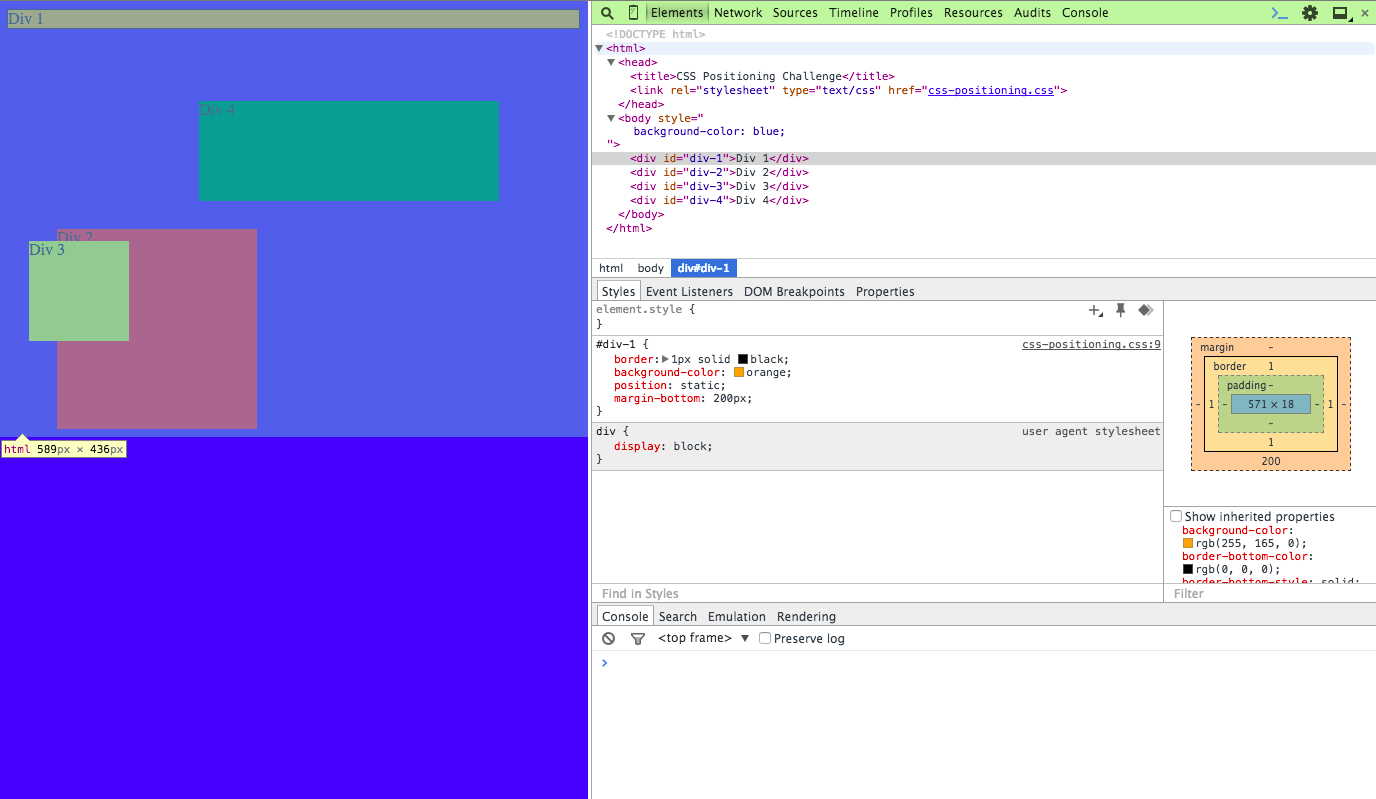 Div 1
Div 4
Div 2
Div 3
html 589px × 436px
Elements Network Sources Timeline Profiles Resources Audits Console
<!DOCTYPE html>
<html>
<head>
<title>CSS Positioning Challenge</title>
<link rel="stylesheet" type="text/css" href="css-positioning.css">
</head>
<body style="
background-color: blue;
">
<div id="div-1">Div 1</div>
<div id="div-2">Div 2</div>
<div id="div-3">Div 3</div>
<div id="div-4">Div 4</div>
</body>
</html>
html body div#div-1
Styles Event Listeners DOM Breakpoints Properties
element.style {
}
#div-1 { css-positioning.css:9
border: 1px solid black;
background-color: orange;
position: static;
margin-bottom: 200px;
}
div { user agent stylesheet
display: block;
}
Find in Styles
margin -
border 1
padding -
- 1 - 571 × 18 - 1 -
-
1
200
Show inherited properties
background-color:
rgb(255, 165, 0);
border-bottom-color:
rgb(0, 0, 0);
border-bottom-style: solid;
Filter
Console Search Emulation Rendering
<top frame> ▼ Preserve log
>